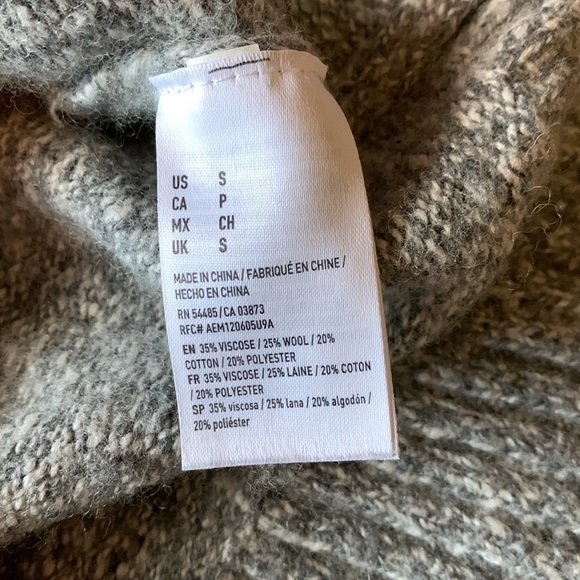 US S
CA P
MX CH
UK S
MADE IN CHINA / FABRIQUÉ EN CHINE /
HECHO EN CHINA
RN 54485 / CA 03873
RFC# AEM120605U9A
EN 35% VISCOSE / 25% WOOL / 20%
COTTON / 20% POLYESTER
FR 35% VISCOSE / 25% LAINE / 20% COTON
/ 20% POLYESTER
SP 35% viscosa / 25% lana / 20% algodón /
20% poliéster